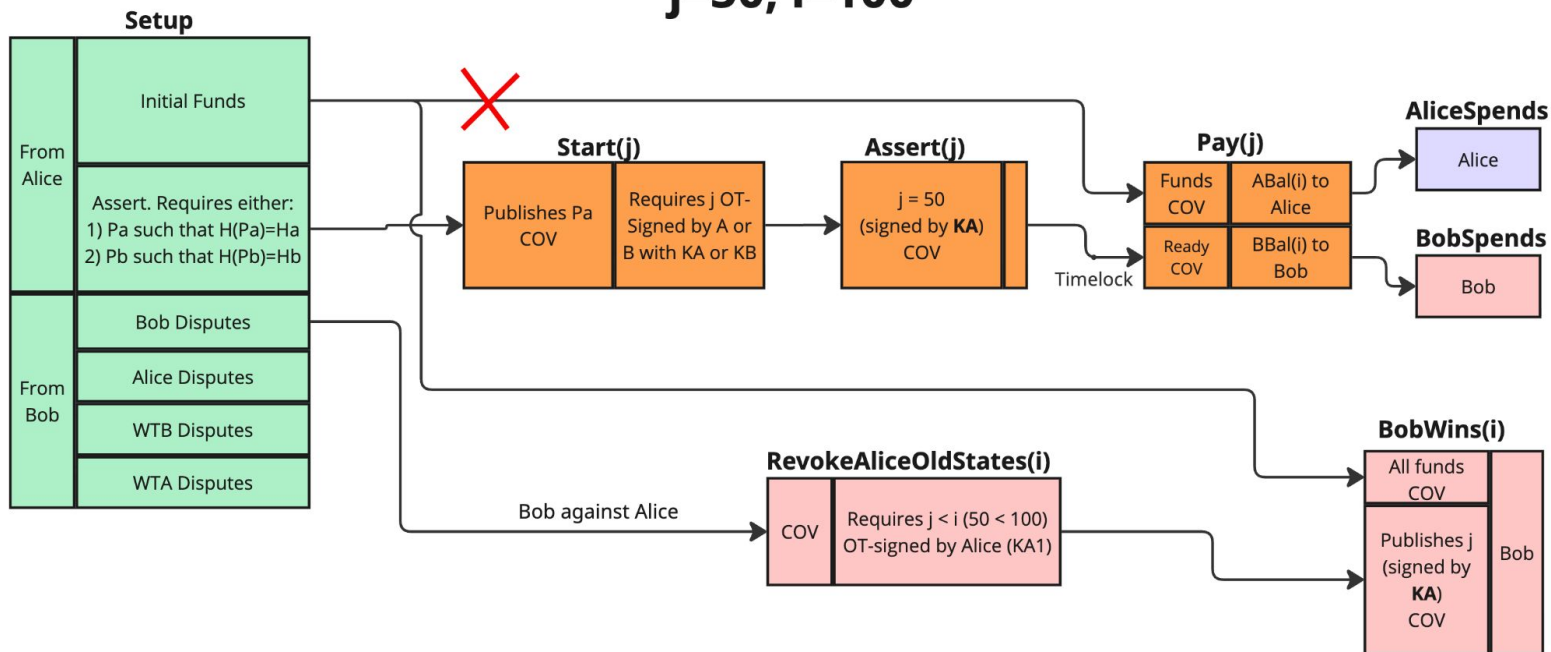 j=50, i=100
Setup
From
Alice
Initial Funds
Assert. Requires either:
1) Pa such that H(Pa)=Ha
2) Pb such that H(Pb)=Hb
From
Bob
Bob Disputes
Alice Disputes
WTB Disputes
WTA Disputes
Start(j)
Publishes Pa
COV
Requires j OT-
Signed by A or
B with KA or KB
Assert(j)
j = 50
(signed by KA)
COV
Timelock
Pay(j)
Funds
COV
ABal(i) to
Alice
Ready
COV
BBal(i) to
Bob
AliceSpends
Alice
BobSpends
Bob
Bob against Alice
RevokeAliceOldStates(i)
COV
Requires j < i (50 < 100)
OT-signed by Alice (KA1)
BobWins(i)
All funds
COV
Publishes j
(signed by
KA)
COV
Bob